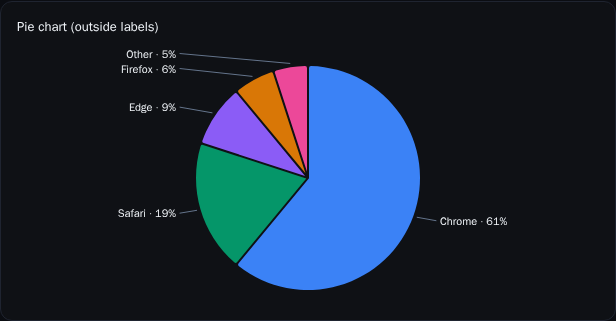 Pie chart (outside labels)
Other · 5%
Firefox · 6%
Edge · 9%
Safari · 19%
Chrome · 61%